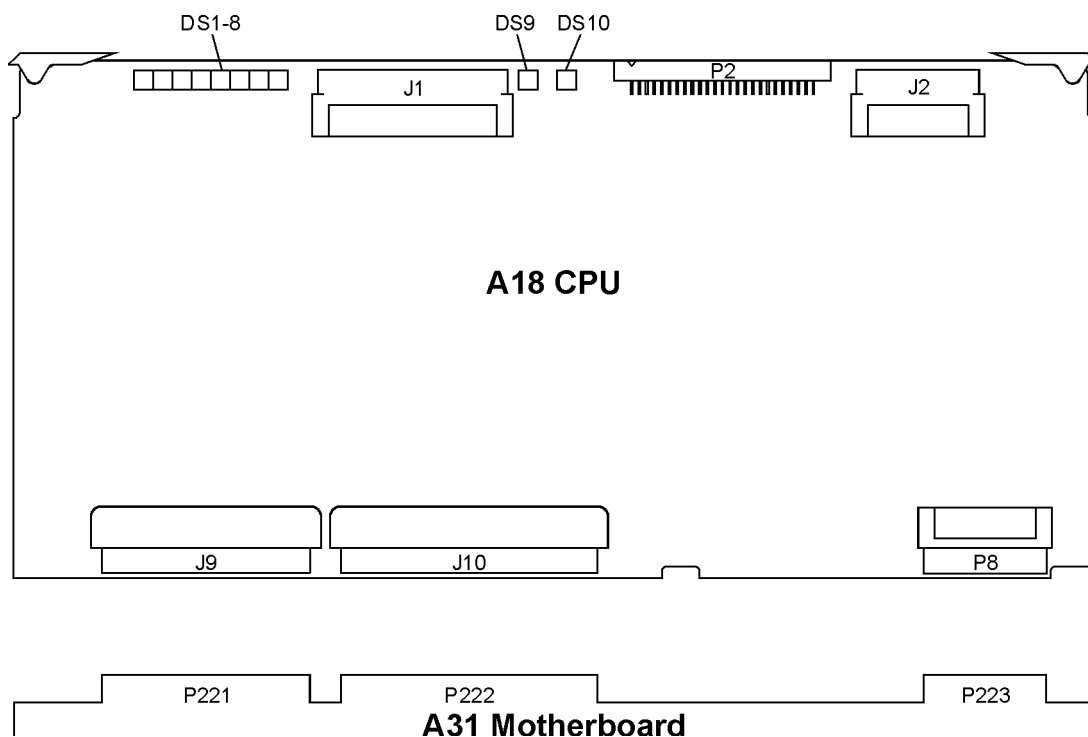 DS1-8 DS9 DS10
J1 P2 J2
A18 CPU
J9 J10 P8
P221 P222 P223
A31 Motherboard